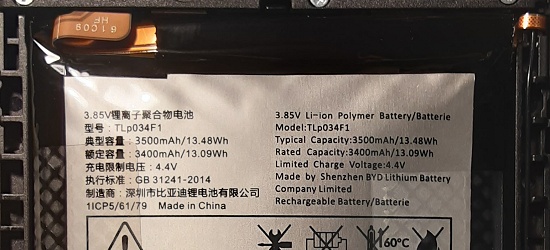 61C09
HF
3.85V锂离子聚合物电池
型号：TLp034F1
典型容量：3500mAh/13.48Wh
额定容量：3400mAh/13.09Wh
充电限制电压：4.4V
执行标准：GB 31241-2014
制造商：深圳市比亚迪锂电池有限公司
1ICP5/61/79 Made in China
3.85V Li-ion Polymer Battery/Batterie
Model:TLp034F1
Typical Capacity:3500mAh/13.48Wh
Rated Capacity:3400mAh/13.09Wh
Limited Charge Voltage:4.4V
Made by Shenzhen BYD Lithium Battery
Company Limited
Rechargeable Battery/Batterie
60℃